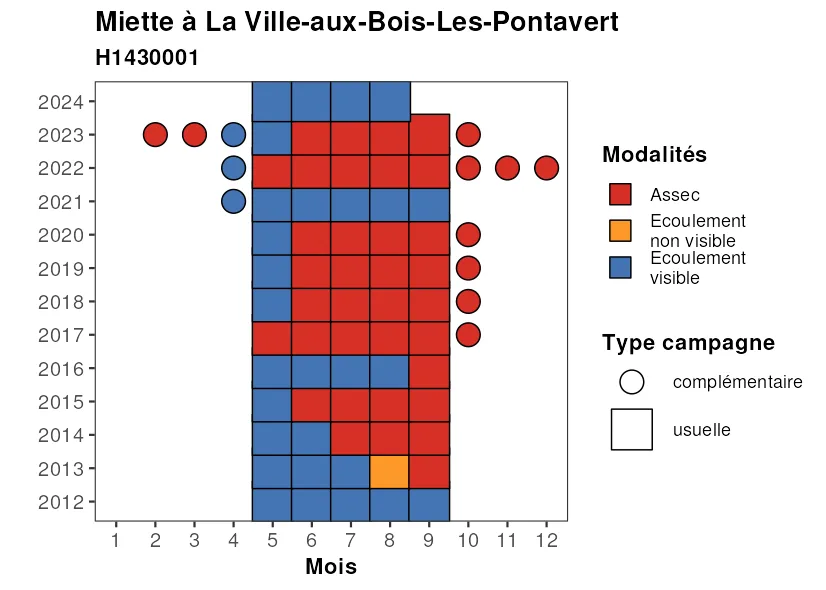 Miette à La Ville-aux-Bois-Les-Pontavert
H1430001
2024
2023
2022
2021
2020
2019
2018
2017
2016
2015
2014
2013
2012
1 2 3 4 5 6 7 8 9 10 11 12
Mois
Modalités
Assec
Ecoulement
non visible
Ecoulement
visible
Type campagne
complémentaire
usuelle